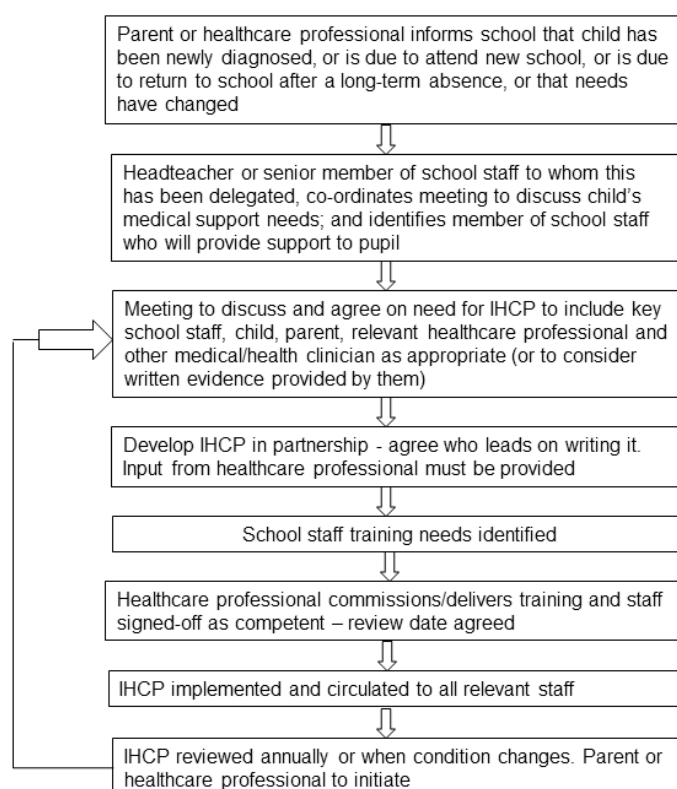 Parent or healthcare professional informs school that child has
been newly diagnosed, or is due to attend new school, or is due
to return to school after a long-term absence, or that needs
have changed
Headteacher or senior member of school staff to whom this
has been delegated, co-ordinates meeting to discuss child's
medical support needs; and identifies member of school staff
who will provide support to pupil
Meeting to discuss and agree on need for IHCP to include key
school staff, child, parent, relevant healthcare professional and
other medical/health clinician as appropriate (or to consider
written evidence provided by them)
Develop IHCP in partnership - agree who leads on writing it.
Input from healthcare professional must be provided
School staff training needs identified
Healthcare professional commissions/delivers training and staff
signed-off as competent – review date agreed
IHCP implemented and circulated to all relevant staff
IHCP reviewed annually or when condition changes. Parent or
healthcare professional to initiate